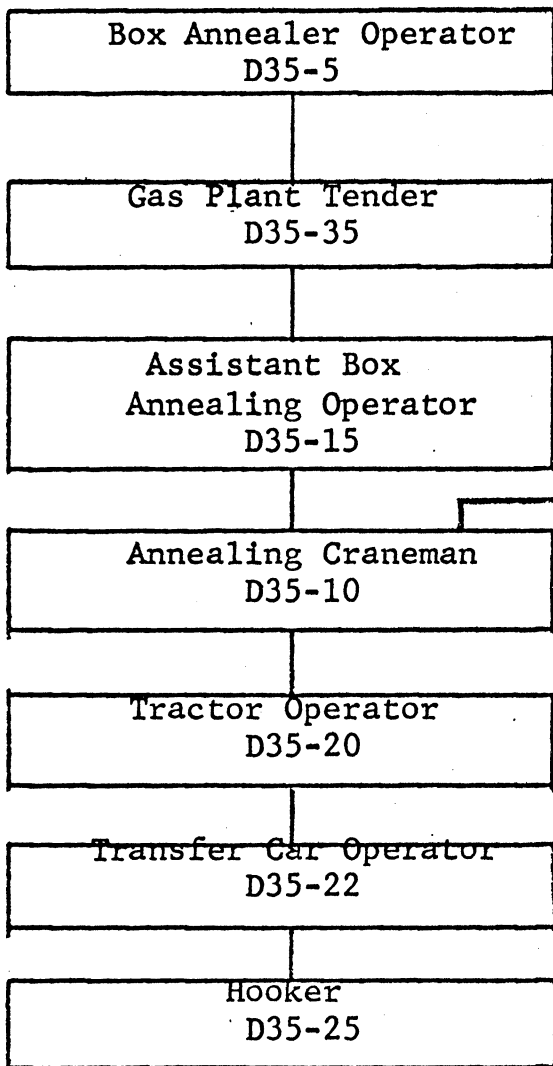 Box Annealer Operator
D35-5
Gas Plant Tender
D35-35
Assistant Box
Annealing Operator
D35-15
Annealing Craneman
D35-10
Tractor Operator
D35-20
Transfer Car Operator
D35-22
Hooker
D35-25